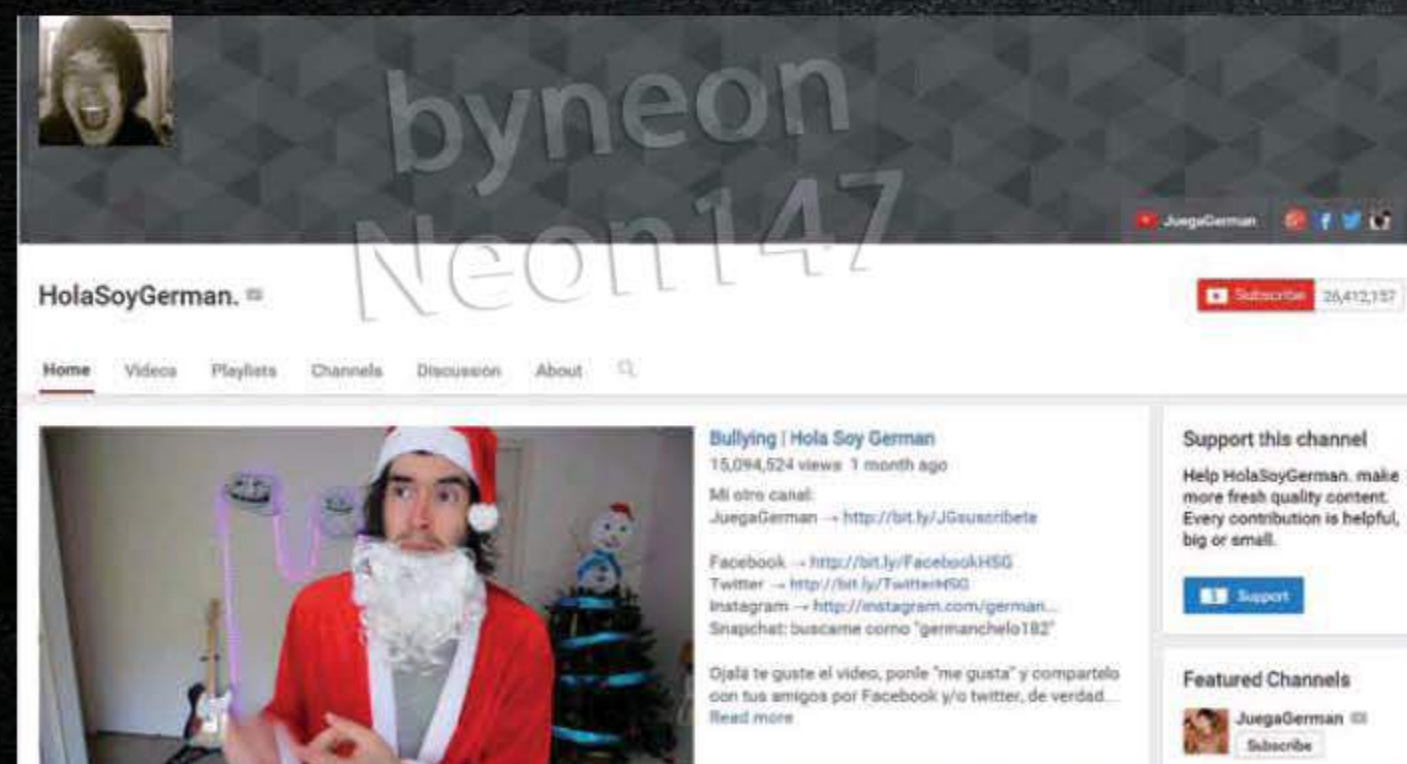 byneon
Neon147
JuegaGerman
HolaSoyGerman.
Subscribe 26,412,157
Home Videos Playlists Channels Discussion About
Bullying | Hola Soy German
15,094,524 views 1 month ago
Mi otro canal:
JuegaGerman → http://bit.ly/JGsuscribete
Facebook → http://bit.ly/FacebookHSG
Twitter → http://bit.ly/TwitterHSG
Instagram → http://instagram.com/german...
Snapchat: buscame como "germanchelo182"
Ojala te guste el video, ponle "me gusta" y compartelo
con tus amigos por Facebook y/o twitter, de verdad...
Read more
Support this channel
Help HolaSoyGerman. make
more fresh quality content.
Every contribution is helpful,
big or small.
Support
Featured Channels
JuegaGerman
Subscribe